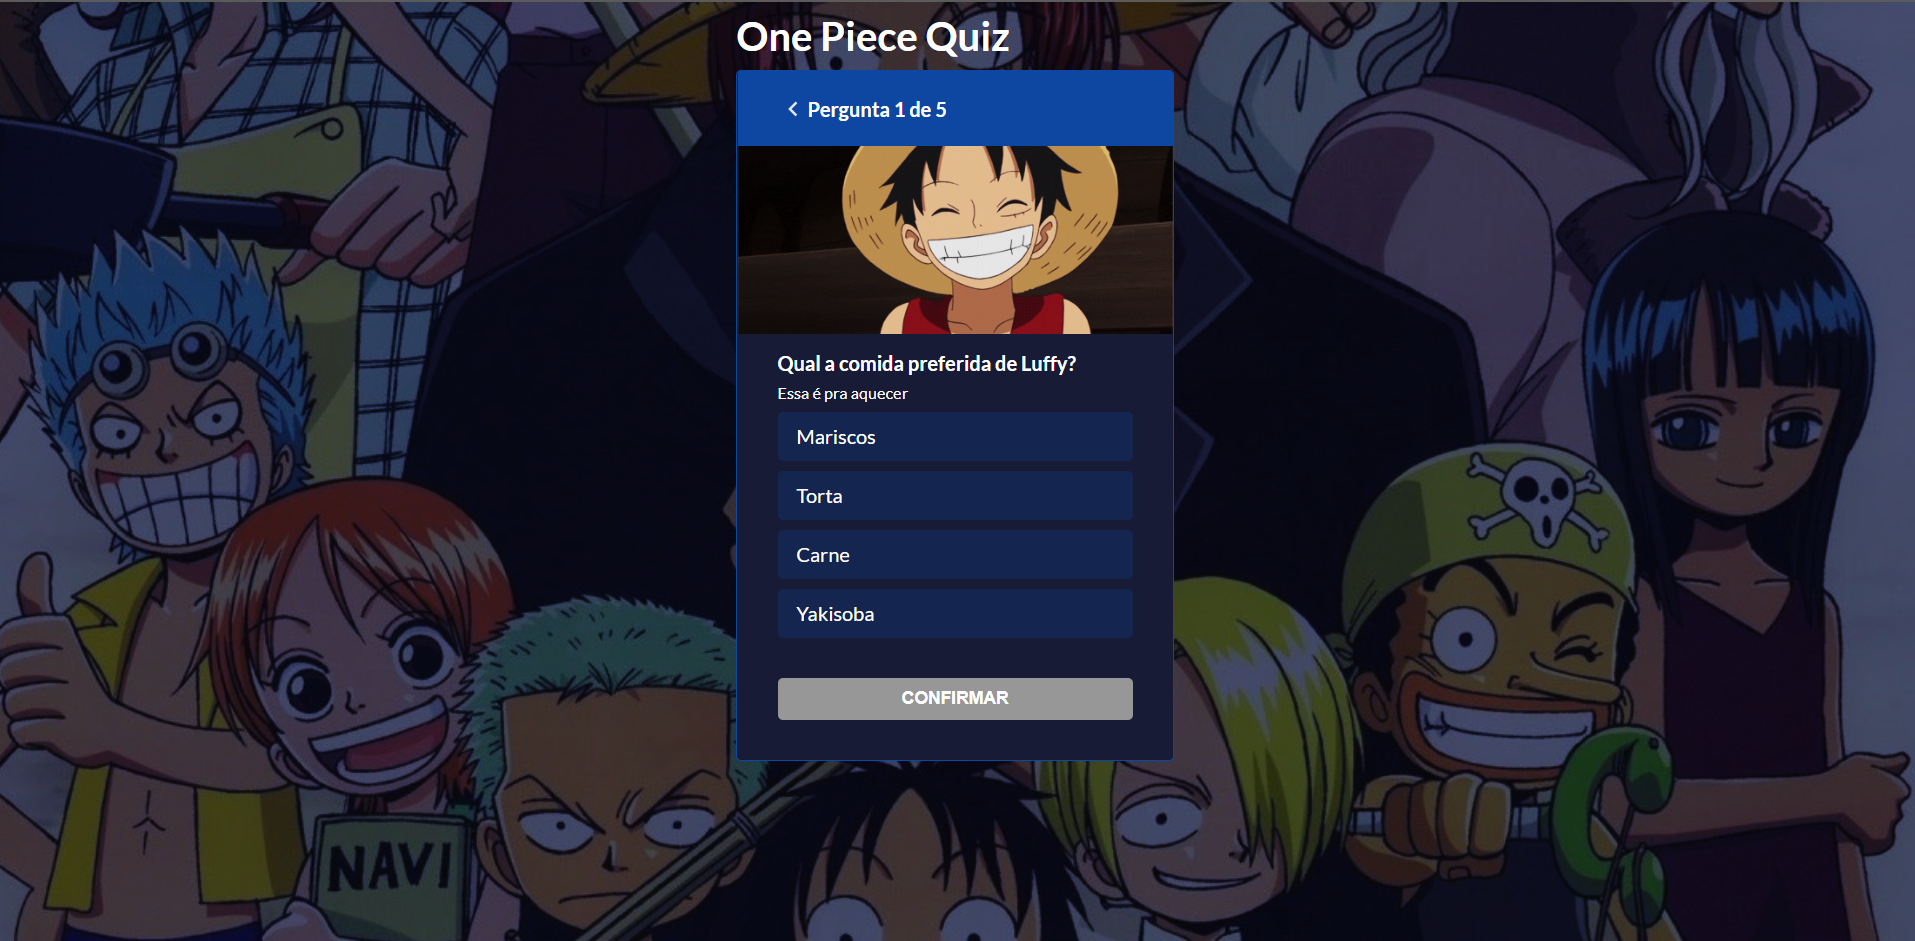 One Piece Quiz
Pergunta 1 de 5
Qual a comida preferida de Luffy?
Essa é pra aquecer
Mariscos
Torta
Carne
Yakisoba
CONFIRMAR
NAVI